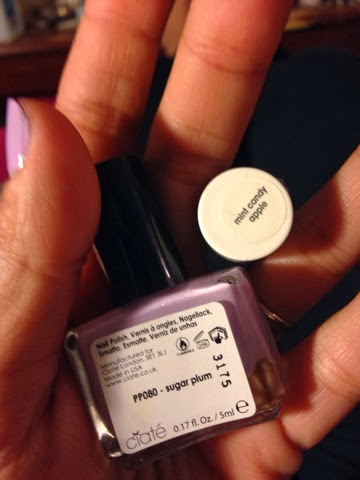 mint candy
apple
Nail Polish. Vernis à ongles. Nagellack.
Smalto. Esmalte. Verniz de unhas
Manufactured for
Ciaté London, SE1 3LJ
Made in USA
www.ciate.co.uk
3175
PP080 - sugar plum
ciaté
0.17 fl. Oz. / 5ml e